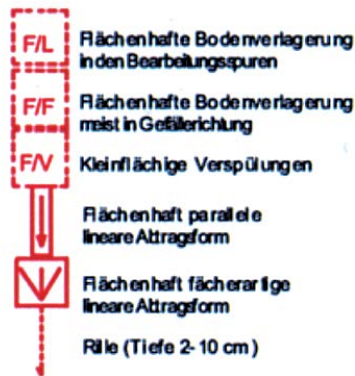 F/L Flächenhafte Bodenverlagerung
in den Bearbeitungsspuren
F/F Flächenhafte Bodenverlagerung
meist in Gefällerichtung
F/V Kleinflächige Verspülungen
Flächenhaft parallele
lineare Abtragsform
Flächenhaft fächerartige
lineare Abtragsform
Rille (Tiefe 2-10 cm)